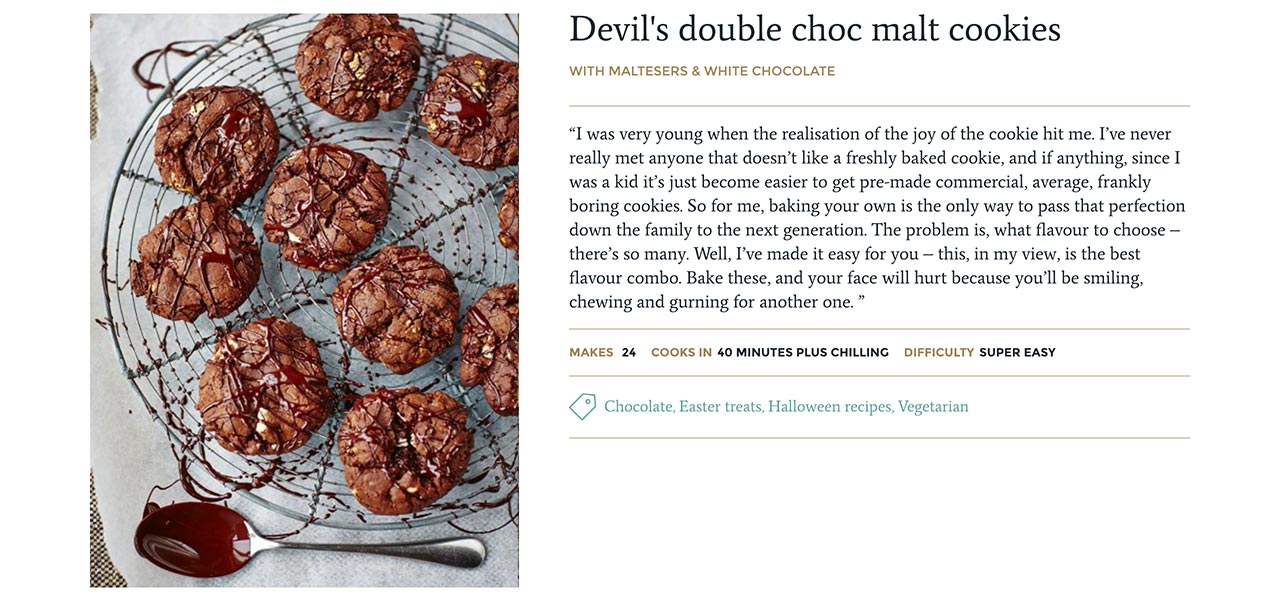 Devil's double choc malt cookies
WITH MALTESERS & WHITE CHOCOLATE
“I was very young when the realisation of the joy of the cookie hit me. I’ve never
really met anyone that doesn’t like a freshly baked cookie, and if anything, since I
was a kid it’s just become easier to get pre-made commercial, average, frankly
boring cookies. So for me, baking your own is the only way to pass that perfection
down the family to the next generation. The problem is, what flavour to choose –
there’s so many. Well, I’ve made it easy for you – this, in my view, is the best
flavour combo. Bake these, and your face will hurt because you’ll be smiling,
chewing and gurning for another one. ”
MAKES 24 COOKS IN 40 MINUTES PLUS CHILLING DIFFICULTY SUPER EASY
Chocolate, Easter treats, Halloween recipes, Vegetarian